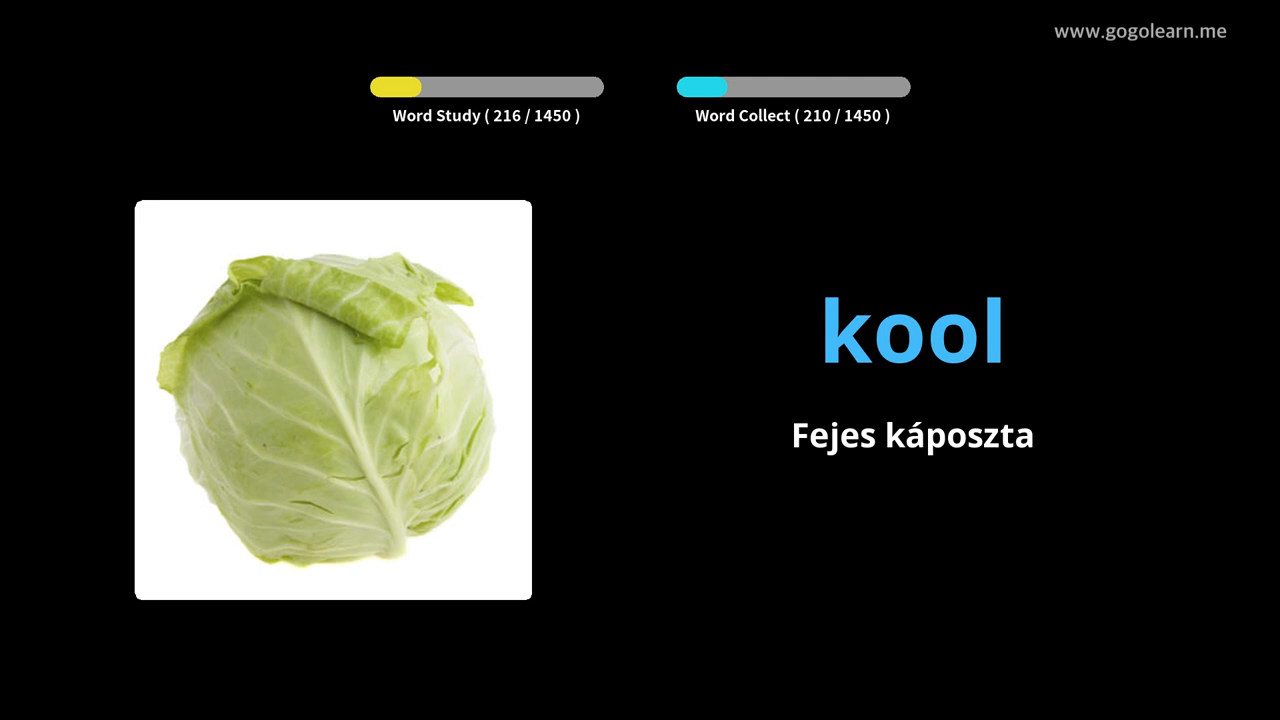 www.gogolearn.me
Word Study ( 216 / 1450 )
Word Collect ( 210 / 1450 )
kool
Fejes káposzta